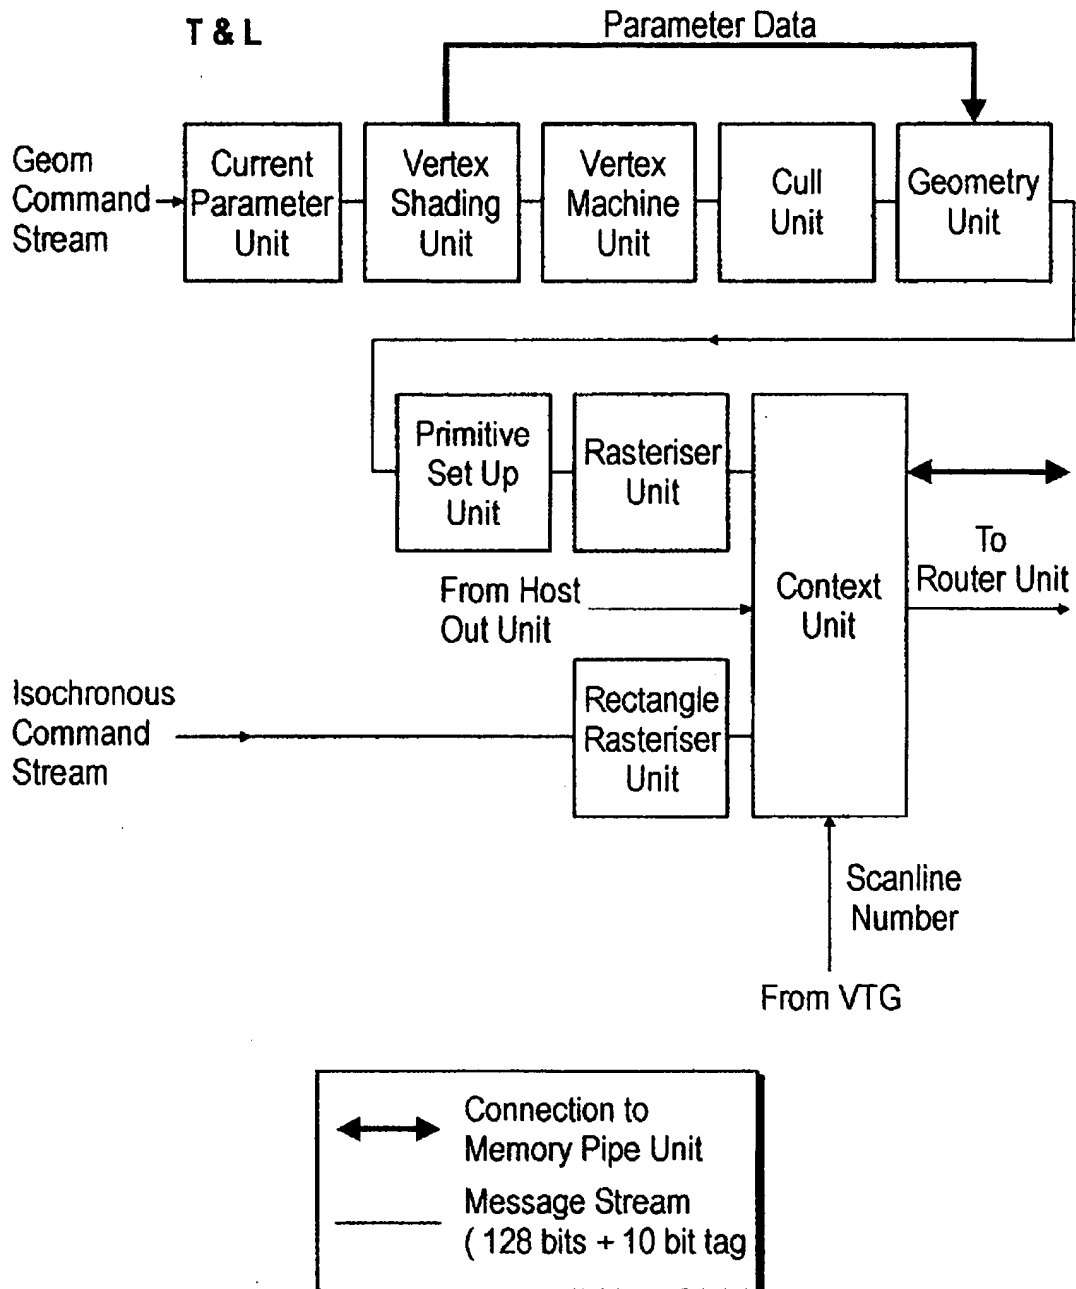 T & L
Parameter Data
Geom
Command
Stream
Current
Parameter
Unit
Vertex
Shading
Unit
Vertex
Machine
Unit
Cull
Unit
Geometry
Unit
Primitive
Set Up
Unit
Rasteriser
Unit
Context
Unit
To
Router Unit
From Host
Out Unit
Isochronous
Command
Stream
Rectangle
Rasteriser
Unit
Scanline
Number
From VTG
Connection to
Memory Pipe Unit
Message Stream
( 128 bits + 10 bit tag